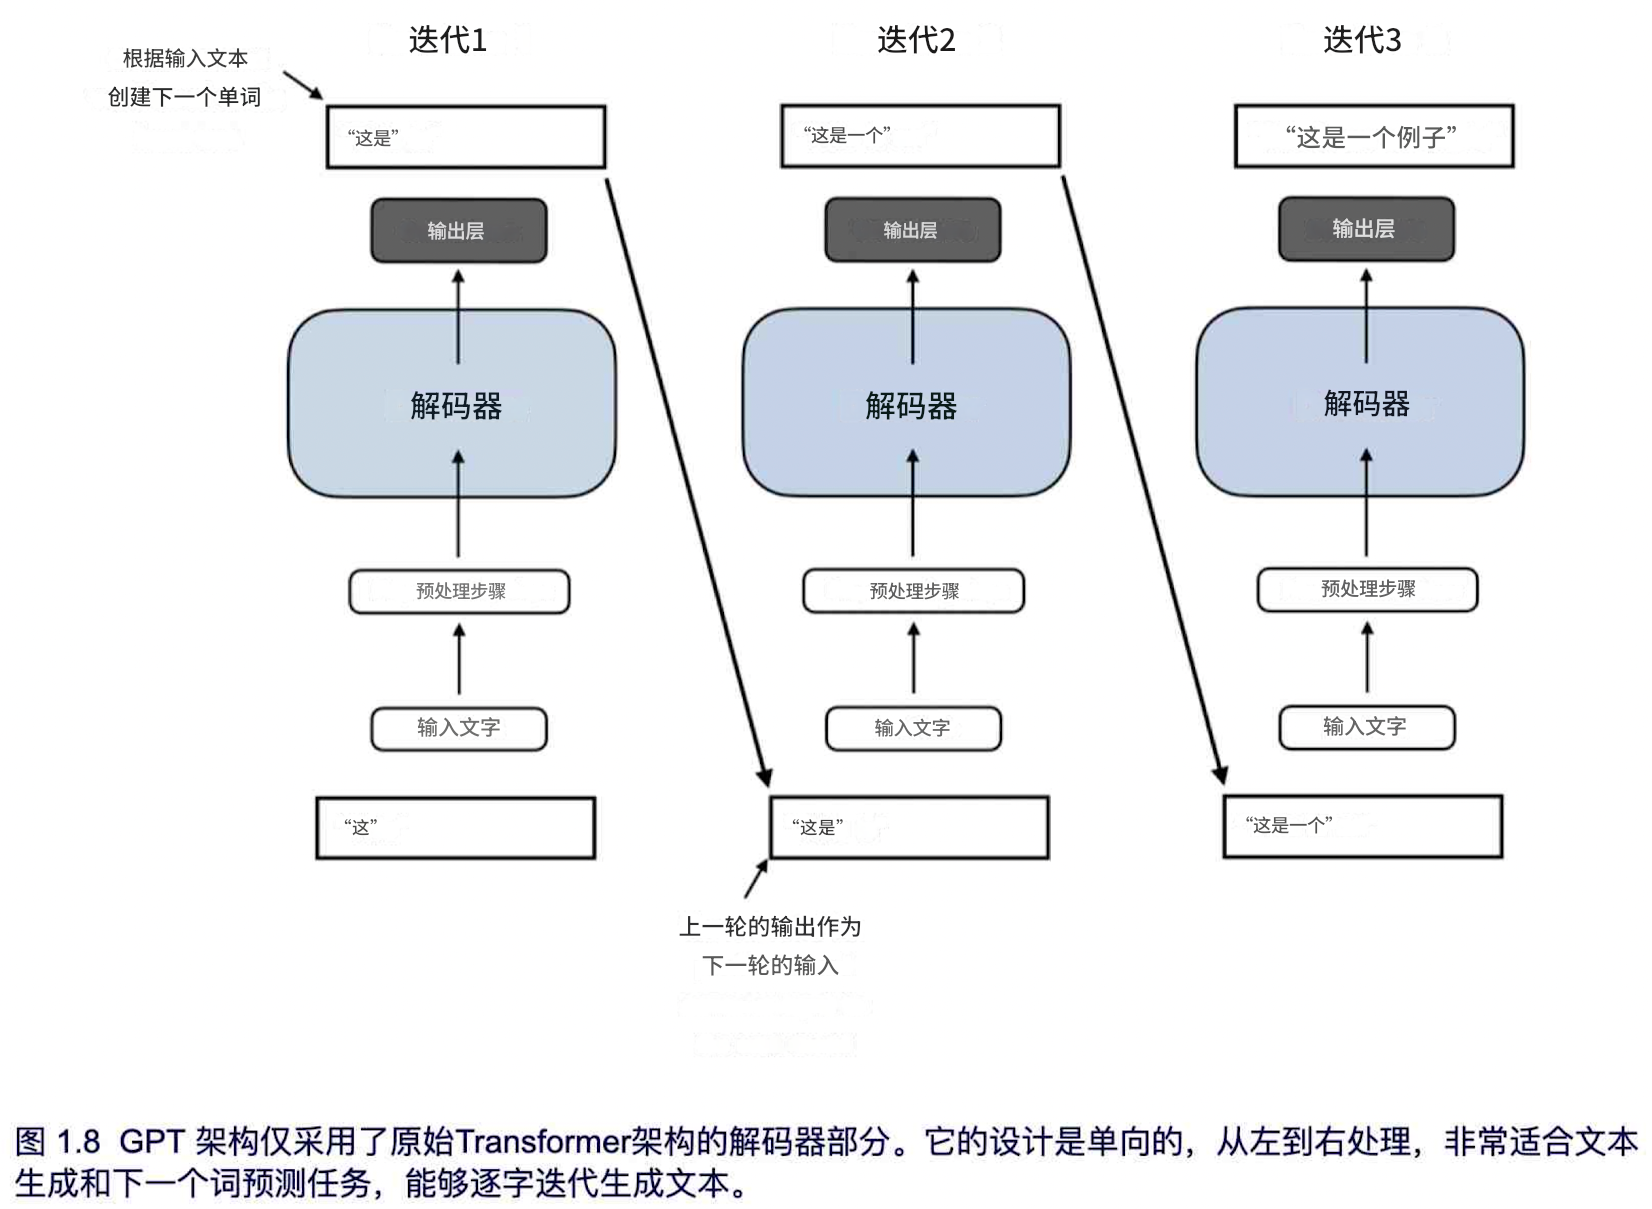 迭代1
迭代2
迭代3
根据输入文本
创建下一个单词
“这是”
“这是一个”
“这是一个例子”
输出层
输出层
输出层
解码器
解码器
解码器
预处理步骤
预处理步骤
预处理步骤
输入文字
输入文字
输入文字
“这”
“这是”
“这是一个”
上一轮的输出作为
下一轮的输入
图 1.8 GPT 架构仅采用了原始Transformer架构的解码器部分。它的设计是单向的，从左到右处理，非常适合文本
生成和下一个词预测任务，能够逐字迭代生成文本。